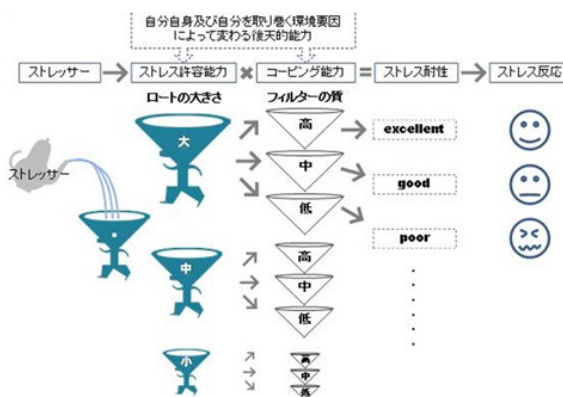 自分自身及び自分を取り巻く環境要因
によって変わる後天的能力
ストレッサー
ストレス許容能力
×
コーピング能力
=
ストレス耐性
ストレス反応
ロートの大きさ
フィルターの質
ストレッサー
大
高
excellent
中
good
低
poor
中
高
中
低
小
高
中
低